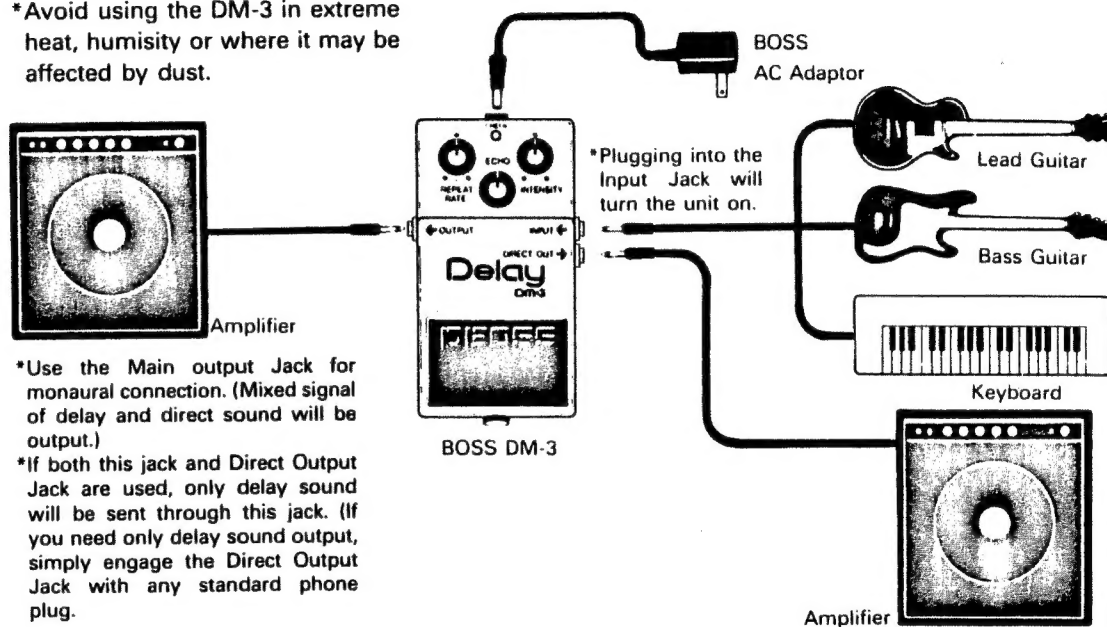 *Avoid using the DM-3 in extreme
heat, humisity or where it may be
affected by dust.
BOSS
AC Adaptor
*Plugging into the
Input Jack will
turn the unit on.
Lead Guitar
Bass Guitar
Keyboard
Amplifier
CHECK
ECHO
REPEAT
RATE
INTENSITY
OUTPUT
INPUT
DIRECT OUT
Delay
DM-3
BOSS
BOSS DM-3
Amplifier
*Use the Main output Jack for
monaural connection. (Mixed signal
of delay and direct sound will be
output.)
*If both this jack and Direct Output
Jack are used, only delay sound
will be sent through this jack. (If
you need only delay sound output,
simply engage the Direct Output
Jack with any standard phone
plug.